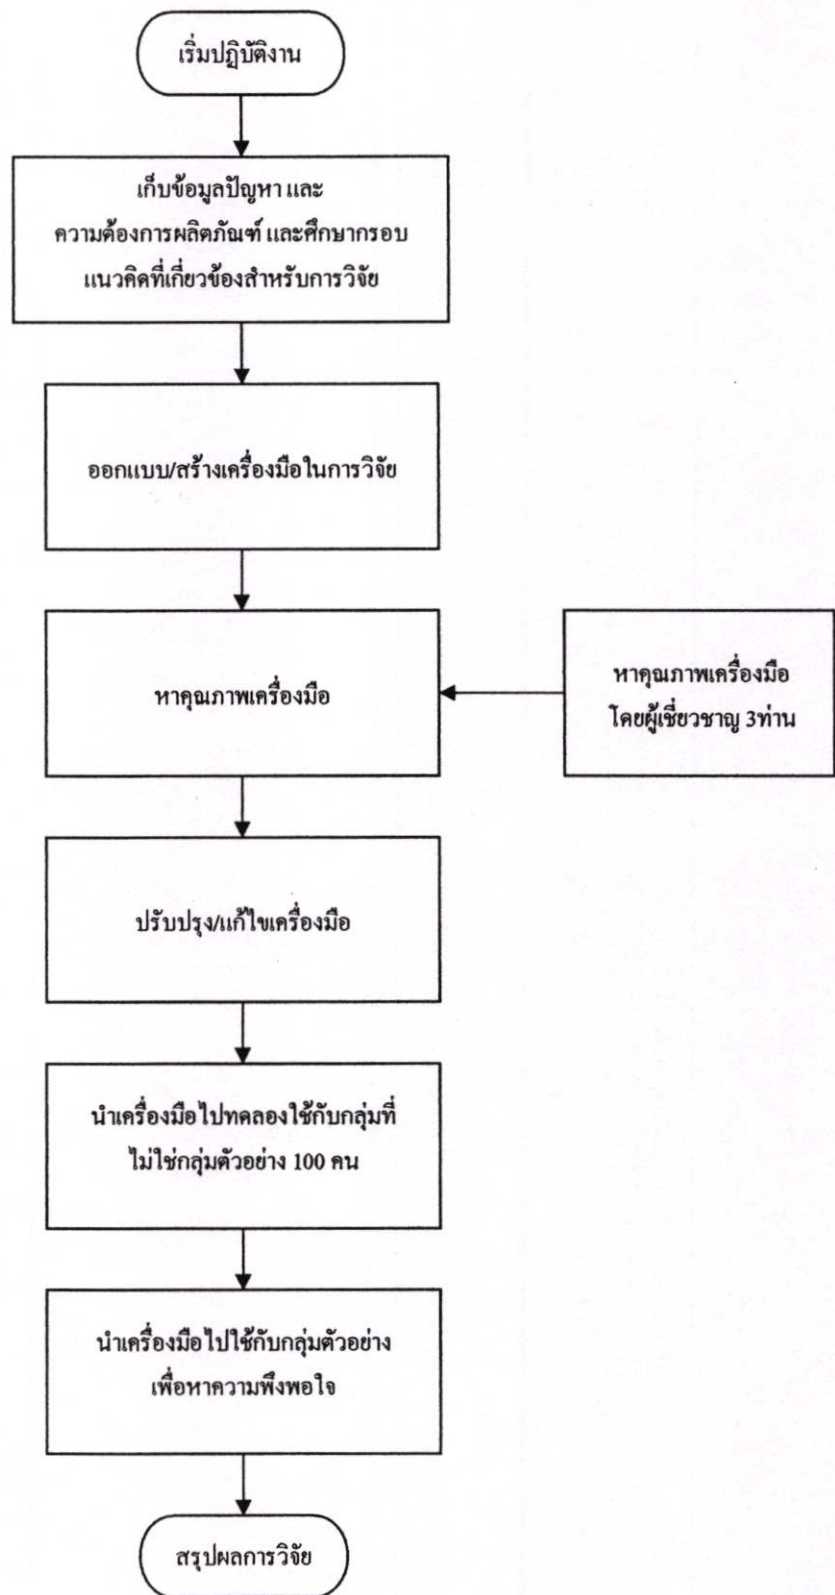 เริ่มปฏิบัติงาน
เก็บข้อมูลปัญหา และ
ความต้องการผลิตภัณฑ์ และศึกษากรอบ
แนวคิดที่เกี่ยวข้องสำหรับการวิจัย
ออกแบบ/สร้างเครื่องมือในการวิจัย
หาคุณภาพเครื่องมือ
หาคุณภาพเครื่องมือ
โดยผู้เชี่ยวชาญ 3ท่าน
ปรับปรุง/แก้ไขเครื่องมือ
นำเครื่องมือไปทดลองใช้กับกลุ่มที่
ไม่ใช่กลุ่มตัวอย่าง 100 คน
นำเครื่องมือไปใช้กับกลุ่มตัวอย่าง
เพื่อหาความพึงพอใจ
สรุปผลการวิจัย